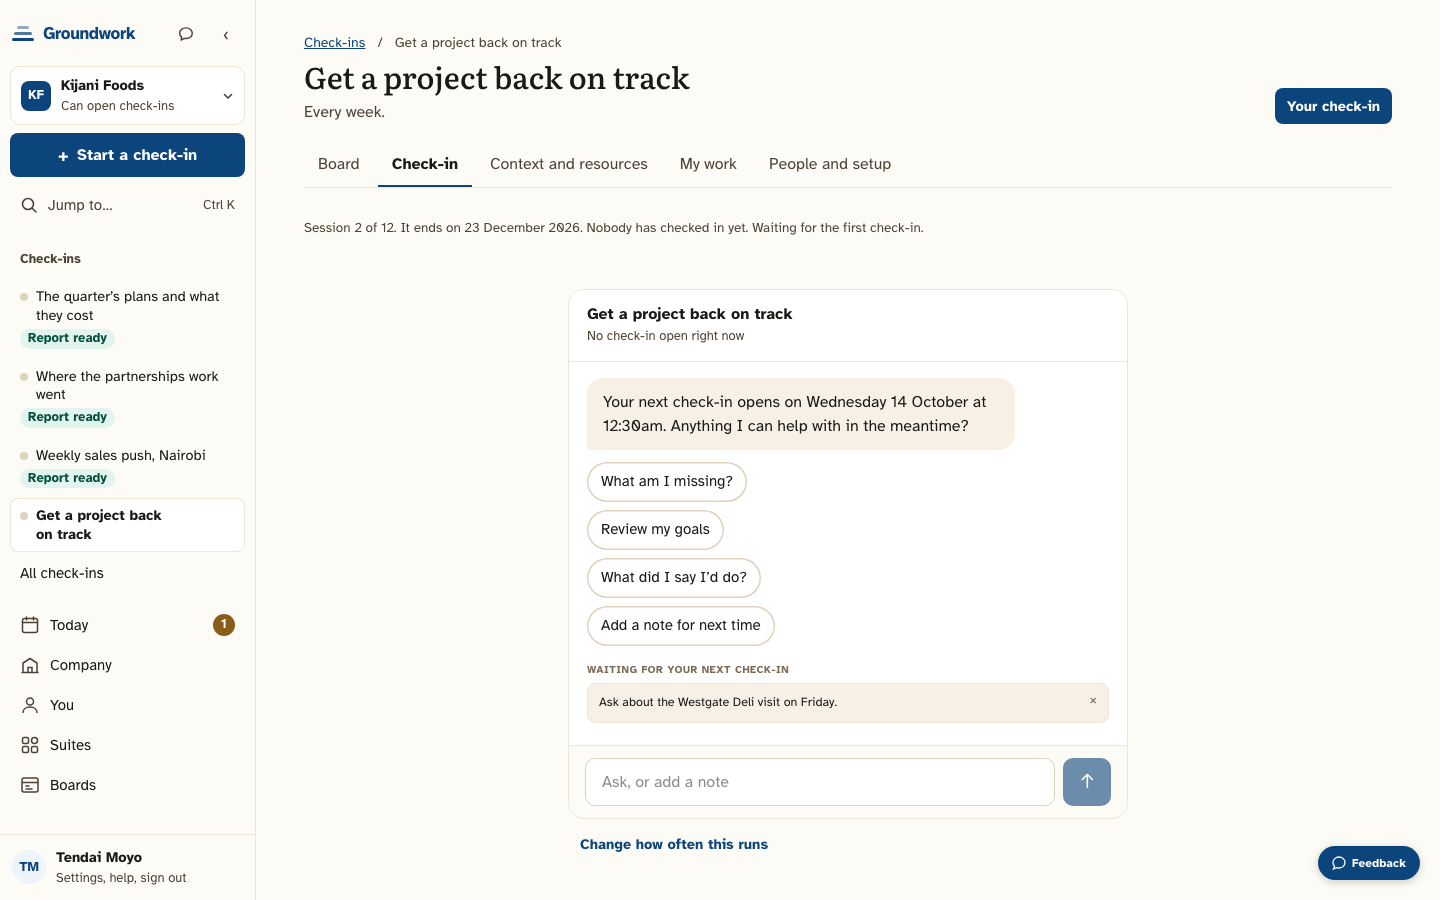 Groundwork
KF
Kijani Foods
Can open check-ins
+ Start a check-in
Jump to...
Ctrl K
Check-ins
The quarter's plans and what
they cost
Report ready
Where the partnerships work
went
Report ready
Weekly sales push, Nairobi
Report ready
Get a project back
on track
All check-ins
Today
1
Company
You
Suites
Boards
TM
Tendai Moyo
Settings, help, sign out
Check-ins / Get a project back on track
Get a project back on track
Every week.
Your check-in
Board
Check-in
Context and resources
My work
People and setup
Session 2 of 12. It ends on 23 December 2026. Nobody has checked in yet. Waiting for the first check-in.
Get a project back on track
No check-in open right now
Your next check-in opens on Wednesday 14 October at
12:30am. Anything I can help with in the meantime?
What am I missing?
Review my goals
What did I say I'd do?
Add a note for next time
WAITING FOR YOUR NEXT CHECK-IN
Ask about the Westgate Deli visit on Friday.
×
Ask, or add a note
Change how often this runs
Feedback